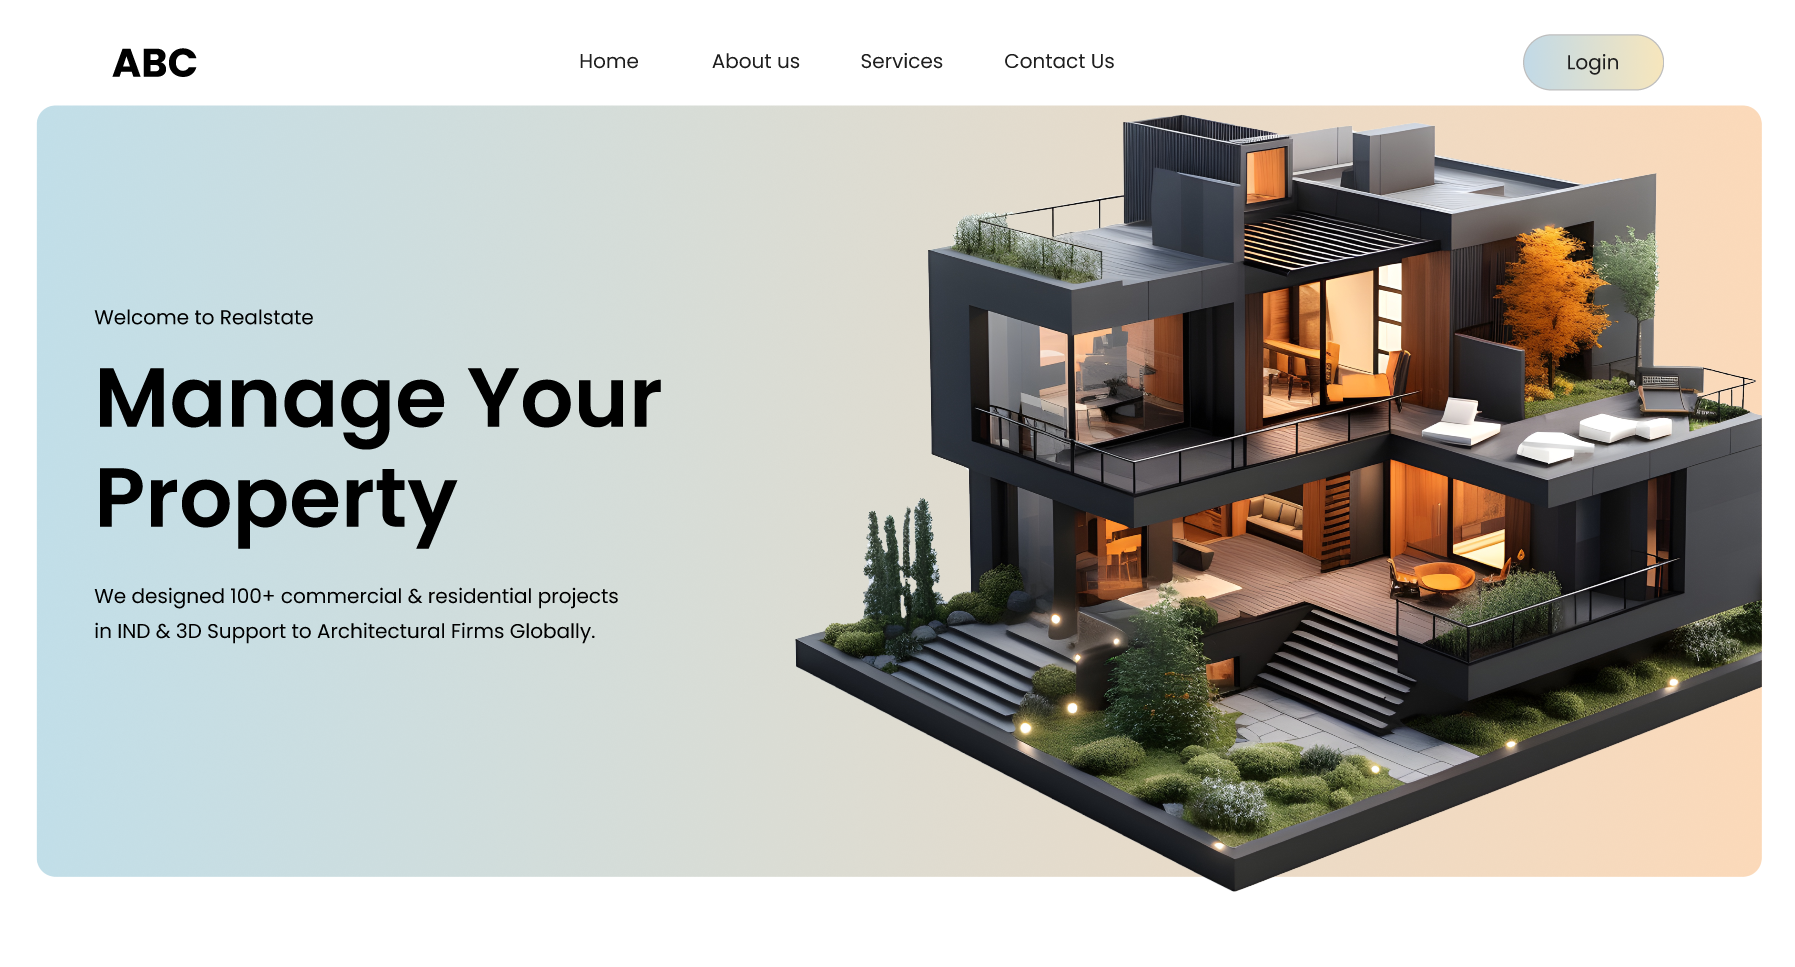 ABC
Home
About us
Services
Contact Us
Login
Welcome to Realstate
Manage Your
Property
We designed 100+ commercial & residential projects
in IND & 3D Support to Architectural Firms Globally.